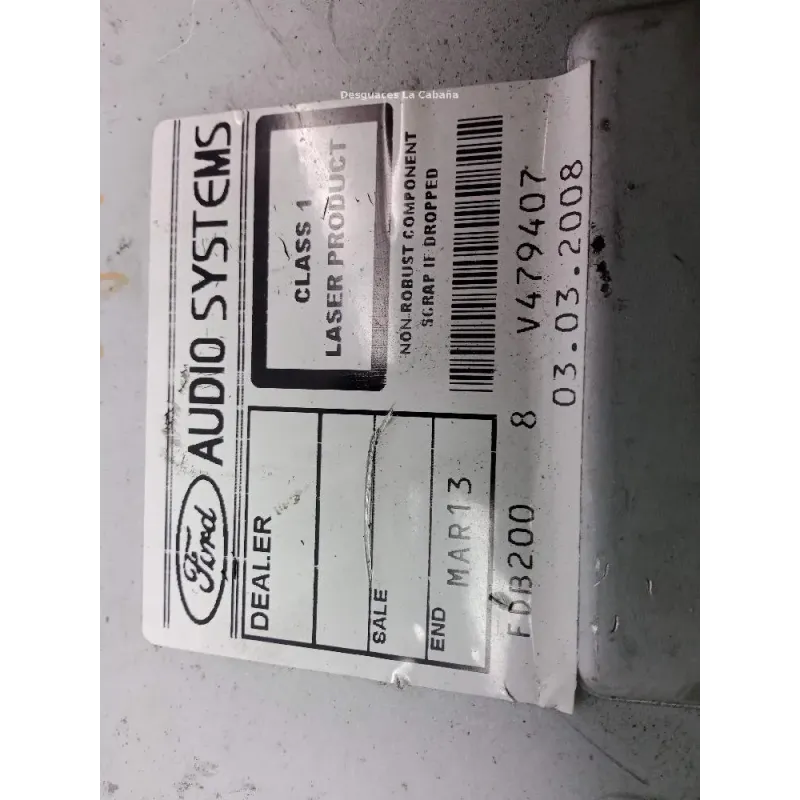 Desguaces La Cabaña
Ford AUDIO SYSTEMS
CLASS 1
LASER PRODUCT
NON-ROBUST COMPONENT
SCRAP IF DROPPED
DEALER
SALE
END MAR13
FDB200 8 V479407
03.03.2008